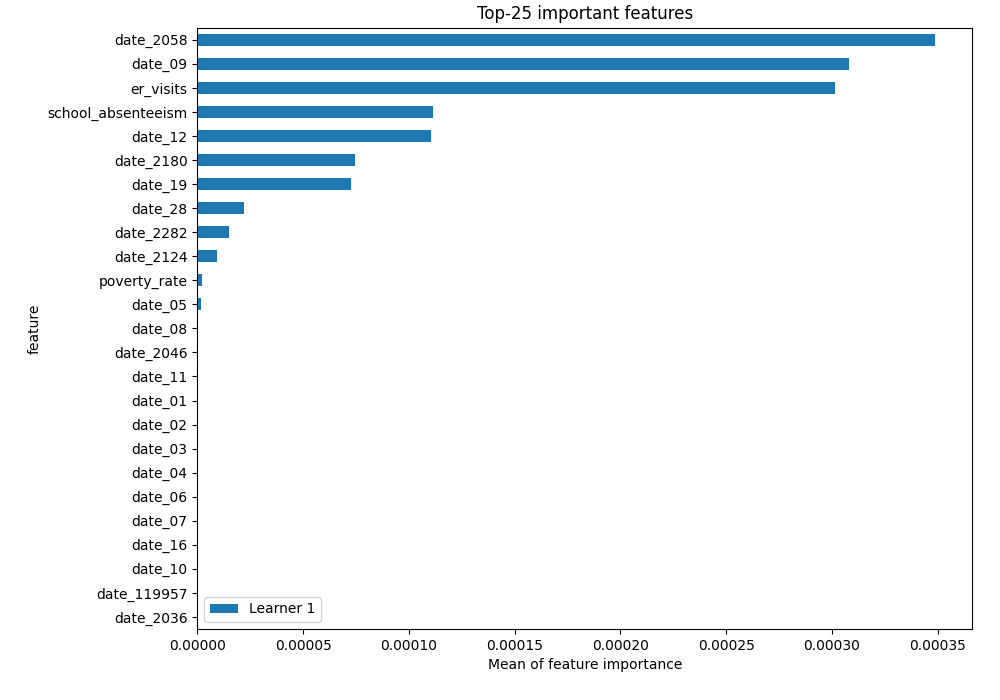 Top-25 important features
date_2058
date_09
er_visits
school_absenteeism
date_12
date_2180
date_19
date_28
date_2282
date_2124
poverty_rate
date_05
date_08
date_2046
date_11
date_01
date_02
date_03
date_04
date_06
date_07
date_16
date_10
date_119957
date_2036
feature
Learner 1
0.00000 0.00005 0.00010 0.00015 0.00020 0.00025 0.00030 0.00035
Mean of feature importance